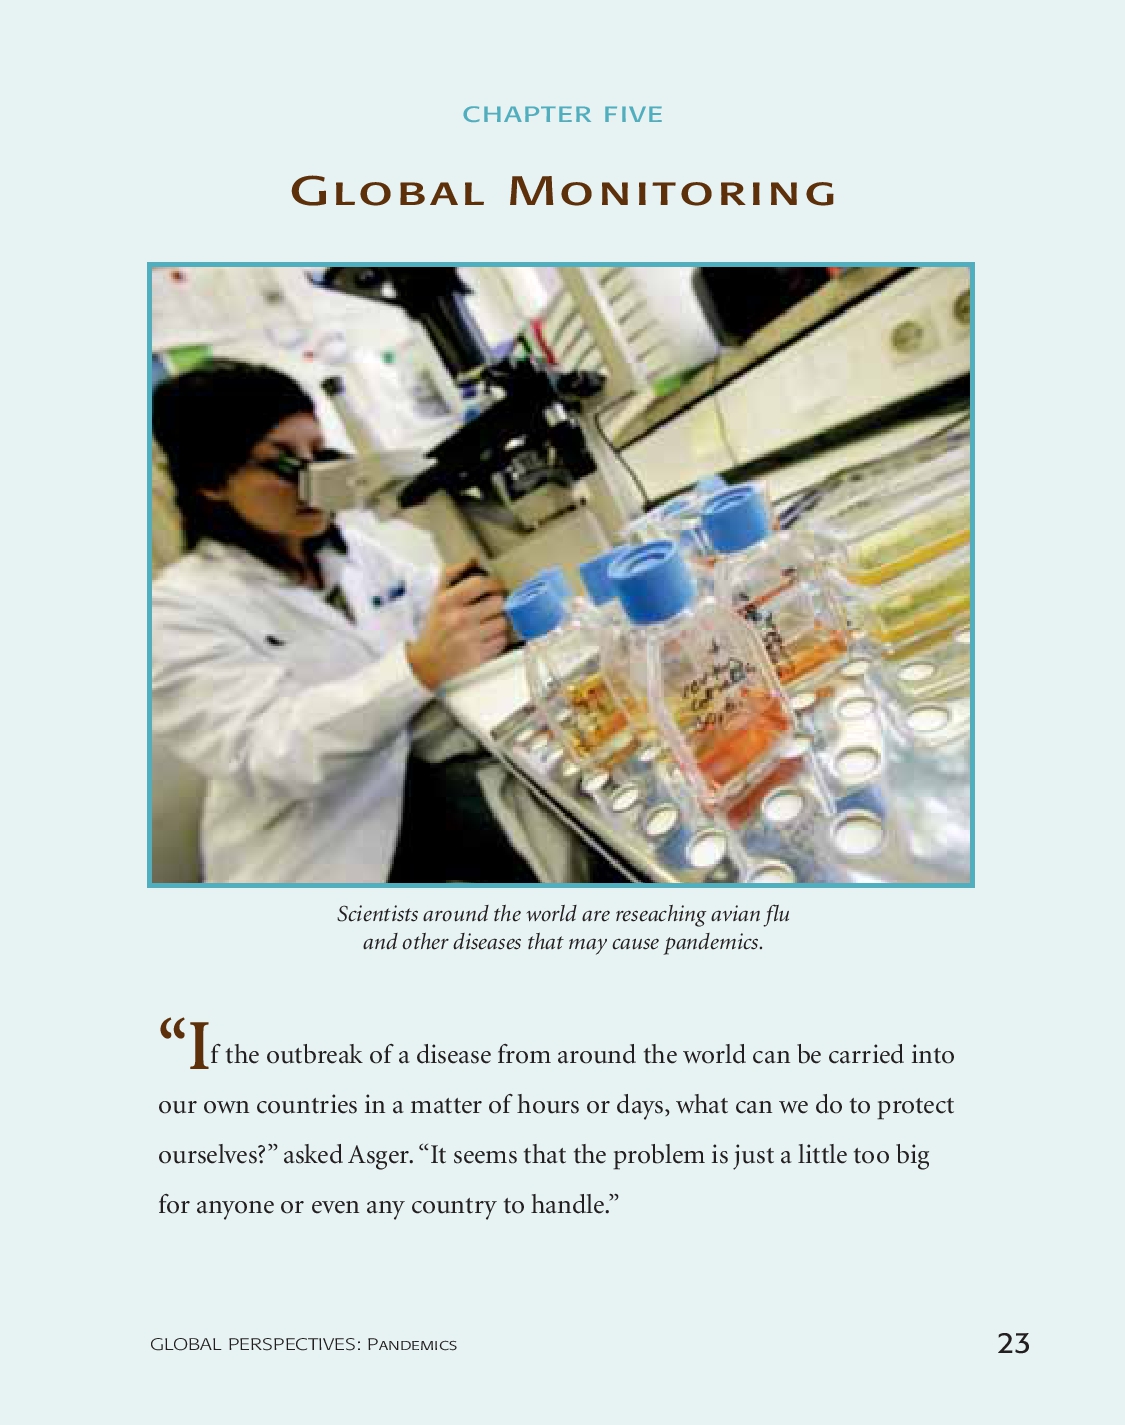 CHAPTER FIVE
GLOBAL MONITORING
Scientists around the world are reseaching avian flu
and other diseases that may cause pandemics.
“If the outbreak of a disease from around the world can be carried into
our own countries in a matter of hours or days, what can we do to protect
ourselves?” asked Asger. “It seems that the problem is just a little too big
for anyone or even any country to handle.”
GLOBAL PERSPECTIVES: PANDEMICS
23